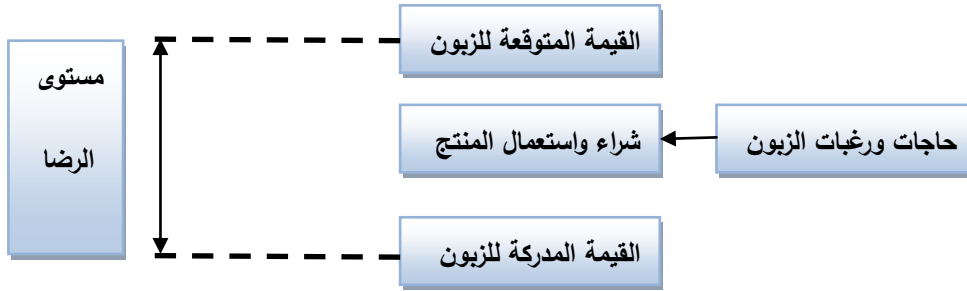 القيمة المتوقعة للزبون
مستوى
الرضا
حاجات ورغبات الزبون
شراء واستعمال المنتج
القيمة المدركة للزبون